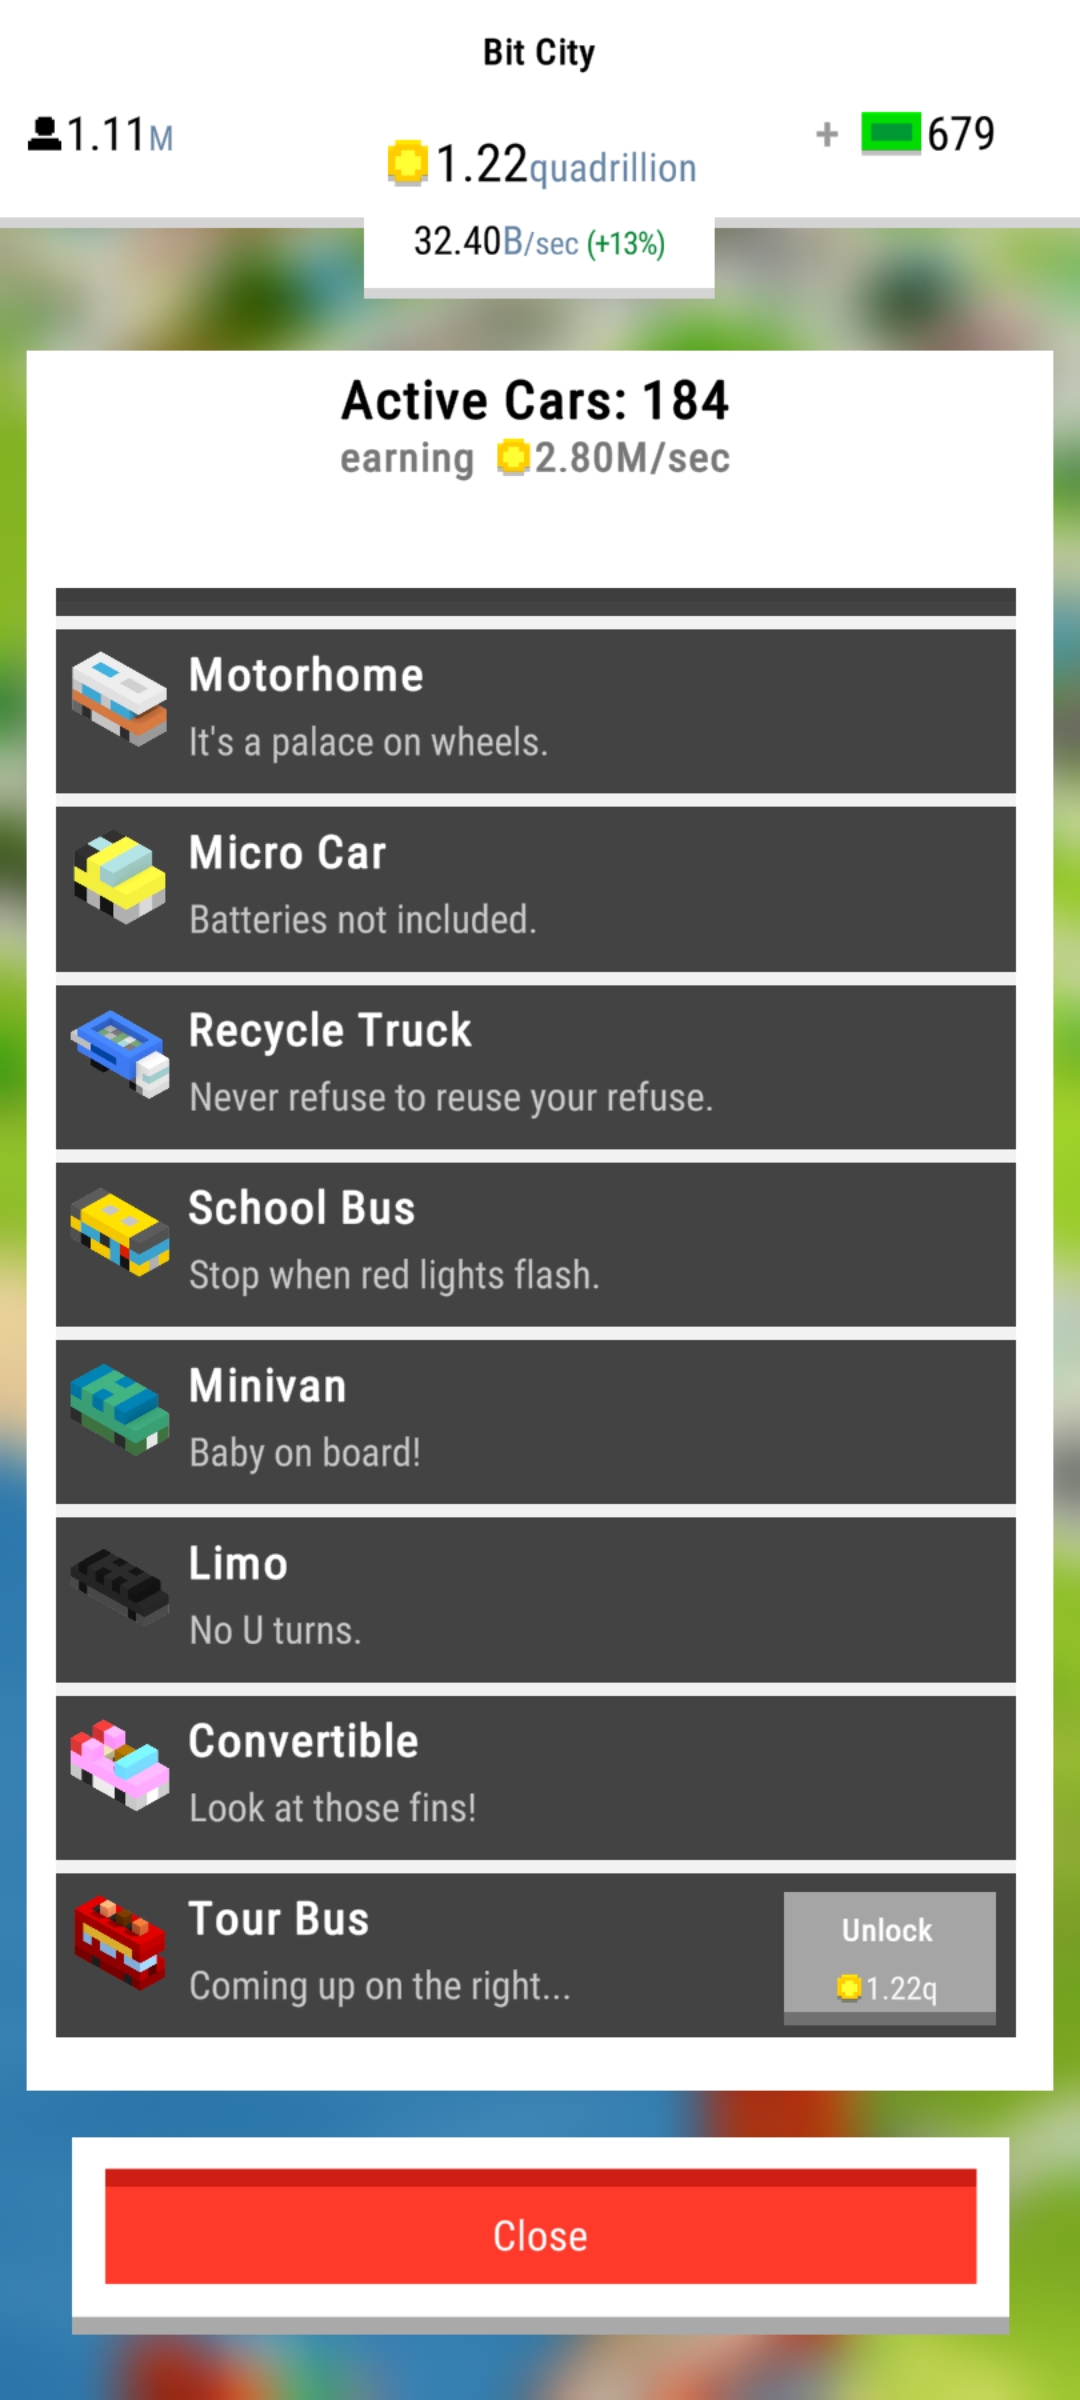 Bit City
1.11M
1.22quadrillion
+ 679
32.40B/sec (+13%)
Active Cars: 184
earning 2.80M/sec
Motorhome
It's a palace on wheels.
Micro Car
Batteries not included.
Recycle Truck
Never refuse to reuse your refuse.
School Bus
Stop when red lights flash.
Minivan
Baby on board!
Limo
No U turns.
Convertible
Look at those fins!
Tour Bus
Coming up on the right...
Unlock
1.22q
Close